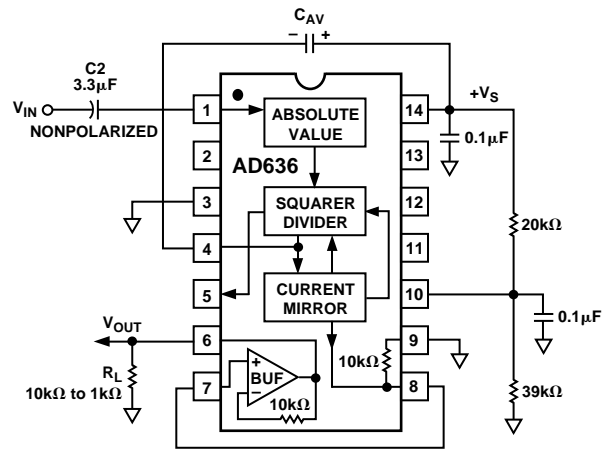 CAV
– +
C2
3.3µF
VIN
NONPOLARIZED
+VS
0.1µF
1
ABSOLUTE
VALUE
14
2
AD636
13
3
SQUARER
DIVIDER
12
4
11
20kΩ
5
CURRENT
MIRROR
10
0.1µF
VOUT
6
9
10kΩ
RL
10kΩ to 1kΩ
7
+
BUF
–
10kΩ
8
39kΩ